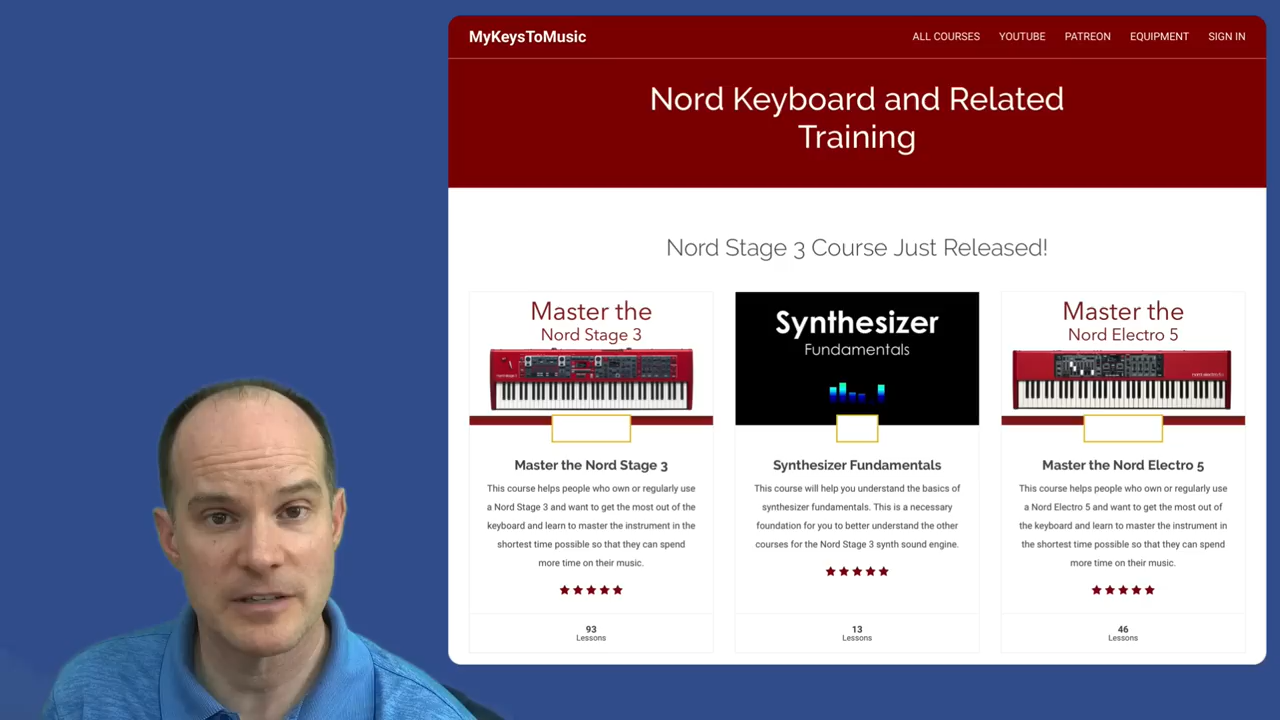 MyKeysToMusic
ALL COURSES YOUTUBE PATREON EQUIPMENT SIGN IN
Nord Keyboard and Related
Training
Nord Stage 3 Course Just Released!
Master the
Nord Stage 3
Master the Nord Stage 3
This course helps people who own or regularly use
a Nord Stage 3 and want to get the most out of the
keyboard and learn to master the instrument in the
shortest time possible so that they can spend
more time on their music.
93
Lessons
Synthesizer
Fundamentals
Synthesizer Fundamentals
This course will help you understand the basics of
synthesizer fundamentals. This is a necessary
foundation for you to better understand the other
courses for the Nord Stage 3 synth sound engine.
13
Lessons
Master the
Nord Electro 5
Master the Nord Electro 5
This course helps people who own or regularly use
a Nord Electro 5 and want to get the most out of
the keyboard and learn to master the instrument in
the shortest time possible so that they can spend
more time on their music.
46
Lessons